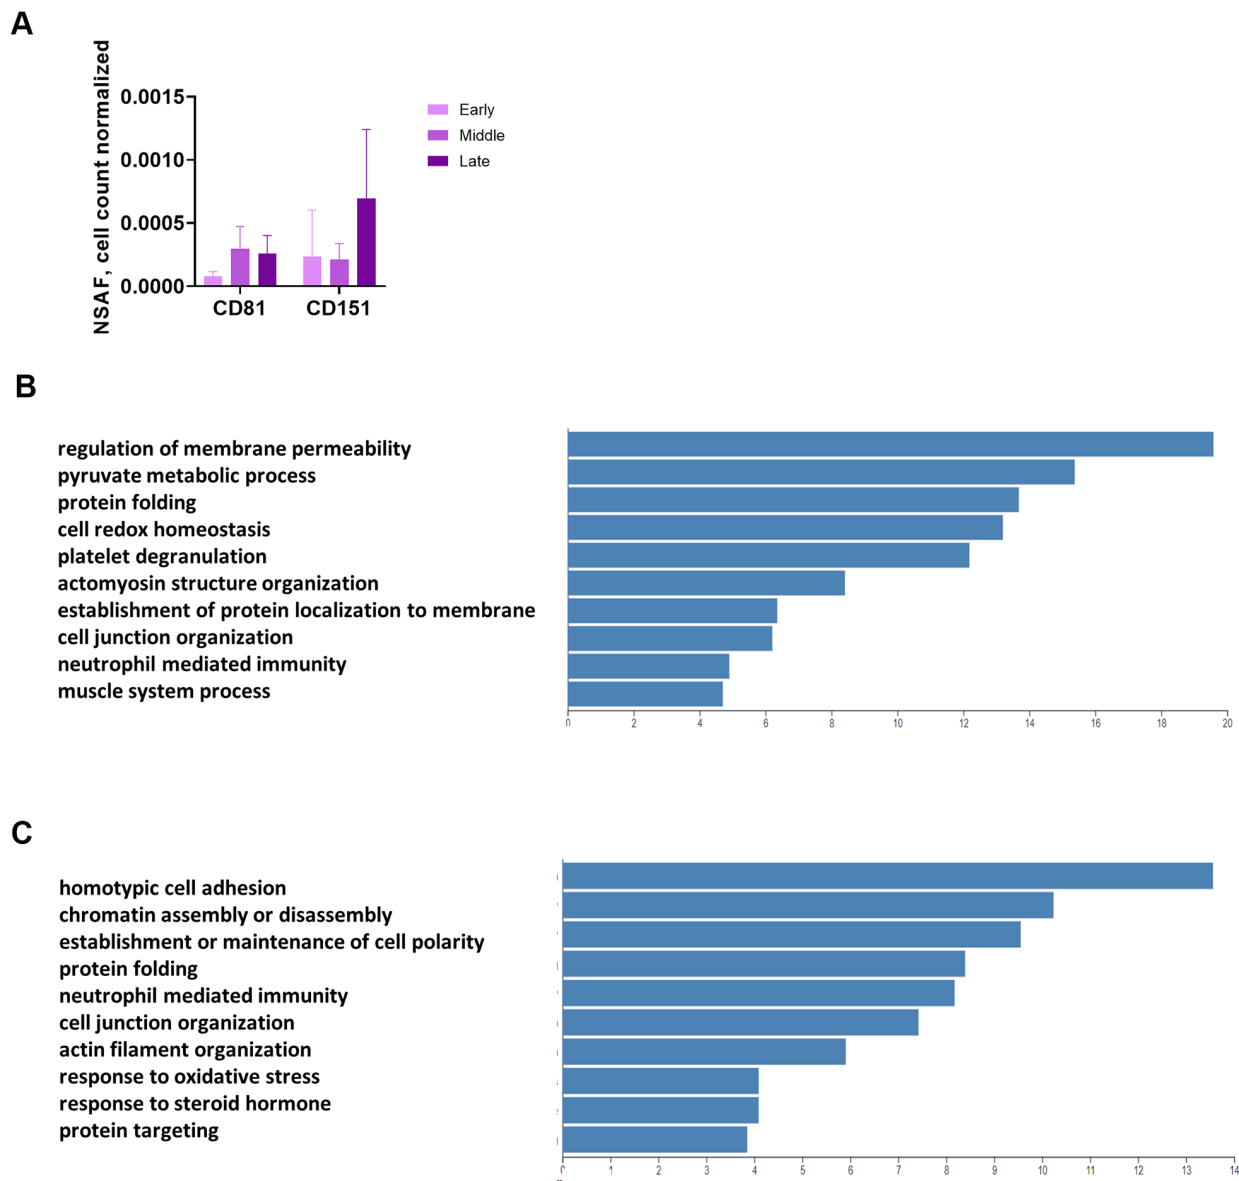 A
NSAF, cell count normalized
0.0015
0.0010
0.0005
0.0000
CD81 CD151
Early
Middle
Late
B
regulation of membrane permeability
pyruvate metabolic process
protein folding
cell redox homeostasis
platelet degranulation
actomyosin structure organization
establishment of protein localization to membrane
cell junction organization
neutrophil mediated immunity
muscle system process
0 2 4 6 8 10 12 14 16 18 20
C
homotypic cell adhesion
chromatin assembly or disassembly
establishment or maintenance of cell polarity
protein folding
neutrophil mediated immunity
cell junction organization
actin filament organization
response to oxidative stress
response to steroid hormone
protein targeting
0 1 2 3 4 5 6 7 8 9 10 11 12 13 14